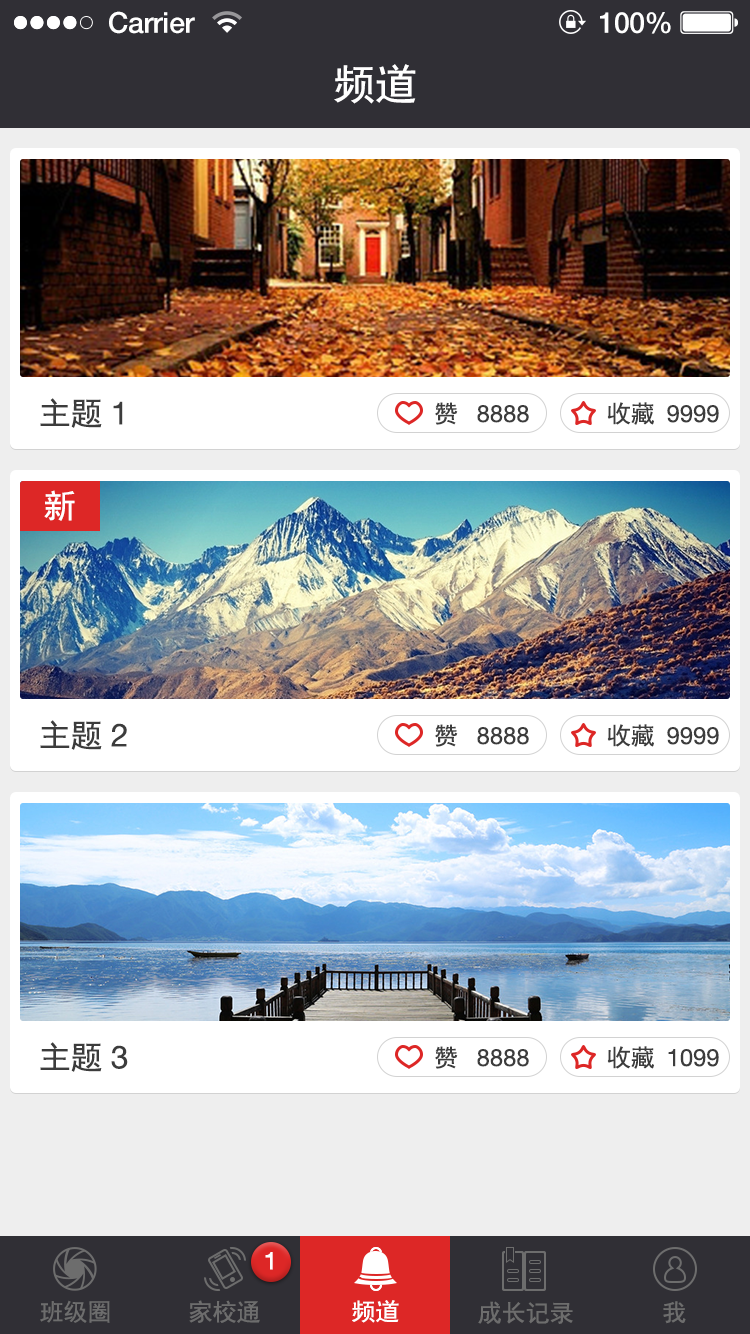 Carrier 100%
频道
主题 1 赞 8888 收藏 9999
新
主题 2 赞 8888 收藏 9999
主题 3 赞 8888 收藏 1099
1
班级圈 家校通 频道 成长记录 我